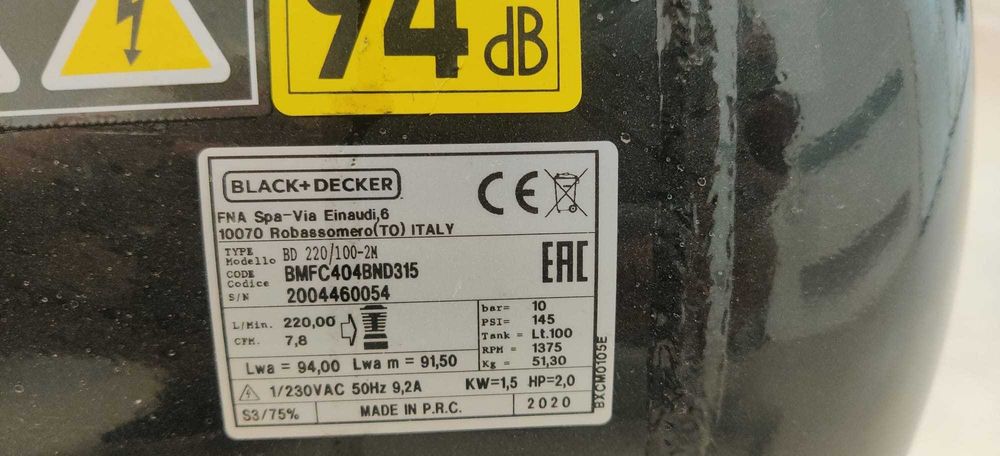 94 dB
BLACK+DECKER
CE
FNA Spa-Via Einaudi,6
10070 Robassomero(TO) ITALY
TYPE
Modello BD 220/100-2M
CODE
Codice BMFC404BND315
S/N 2004460054
EAC
L/Min. 220,00
CFM. 7,8
bar= 10
PSI= 145
Tank = Lt.100
RPM = 1375
Kg = 51,30
Lwa = 94,00 Lwa m = 91,50
1/230VAC 50Hz 9,2A KW=1,5 HP=2,0
S3/75% MADE IN P.R.C. 2020
BXCM0105E